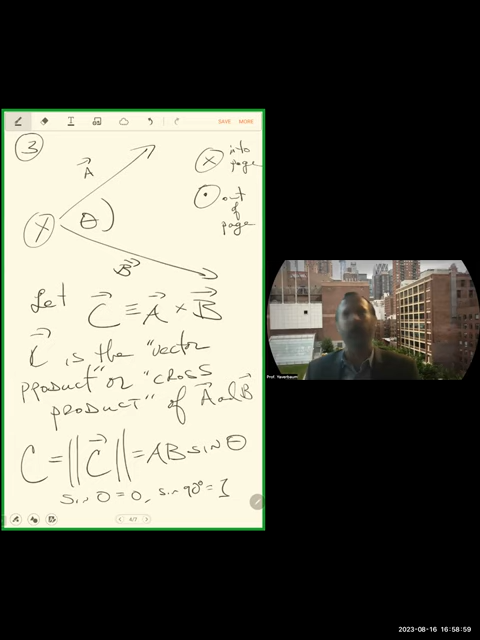 SAVE MORE
3
A
X into page
θ
X
• out of page
B
Let C ≡ A × B
C is the "vector
product" or "cross
product" of A and B
C = ||C|| = AB sin θ
sin 0 = 0, sin 90° = 1
4/7
Prof. Yaverbaum
2023-08-16 16:58:59